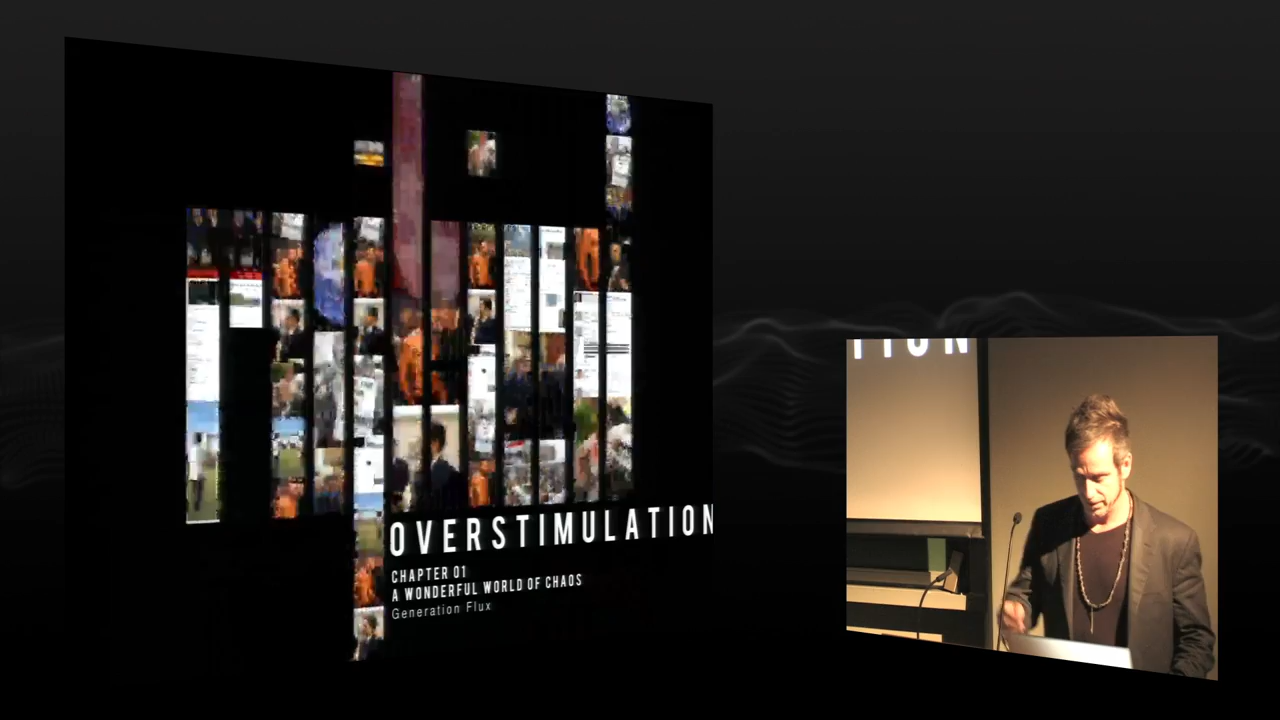 OVERSTIMULATION
CHAPTER 01
A WONDERFUL WORLD OF CHAOS
Generation Flux
TION